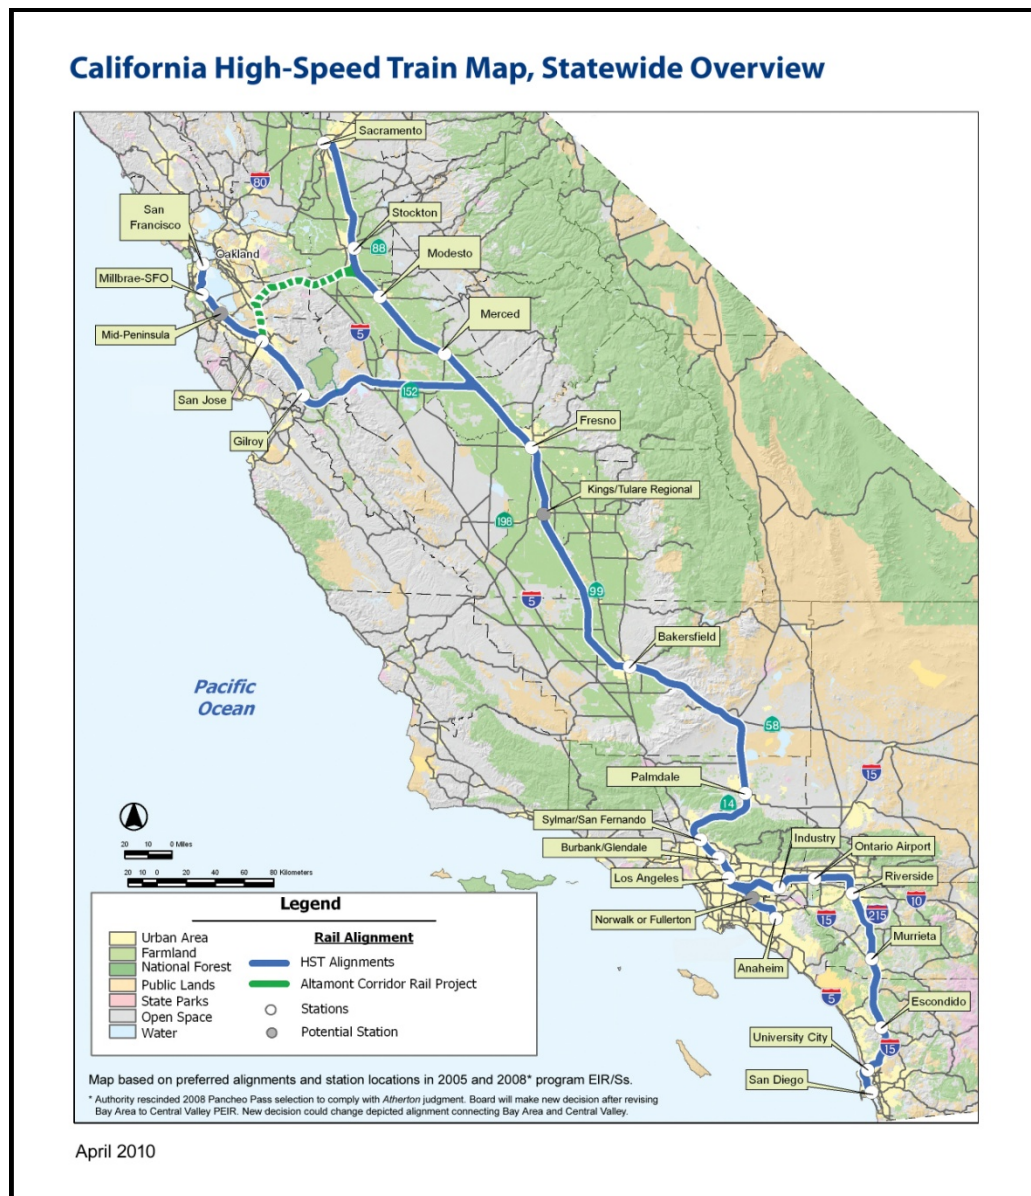 California High-Speed Train Map, Statewide Overview
Sacramento
80
San
Francisco
Stockton
88
Oakland
Modesto
Millbrae-SFO
Merced
Mid-Peninsula
5
152
San Jose
Fresno
Gilroy
Kings/Tulare Regional
198
99
5
Bakersfield
Pacific
Ocean
58
15
Palmdale
14
Sylmar/San Fernando
Industry
Burbank/Glendale
Ontario Airport
Los Angeles
Riverside
10
Norwalk or Fullerton
15
215
Murrieta
Anaheim
5
Escondido
University City
15
San Diego
20 10 0 Miles
20 10 0 20 40 60 80 Kilometers
Legend
Urban Area
Farmland
National Forest
Public Lands
State Parks
Open Space
Water
Rail Alignment
HST Alignments
Altamont Corridor Rail Project
Stations
Potential Station
Map based on preferred alignments and station locations in 2005 and 2008* program EIR/Ss.
* Authority rescinded 2008 Pancheo Pass selection to comply with Atherton judgment. Board will make new decision after revising
Bay Area to Central Valley PEIR. New decision could change depicted alignment connecting Bay Area and Central Valley.
April 2010